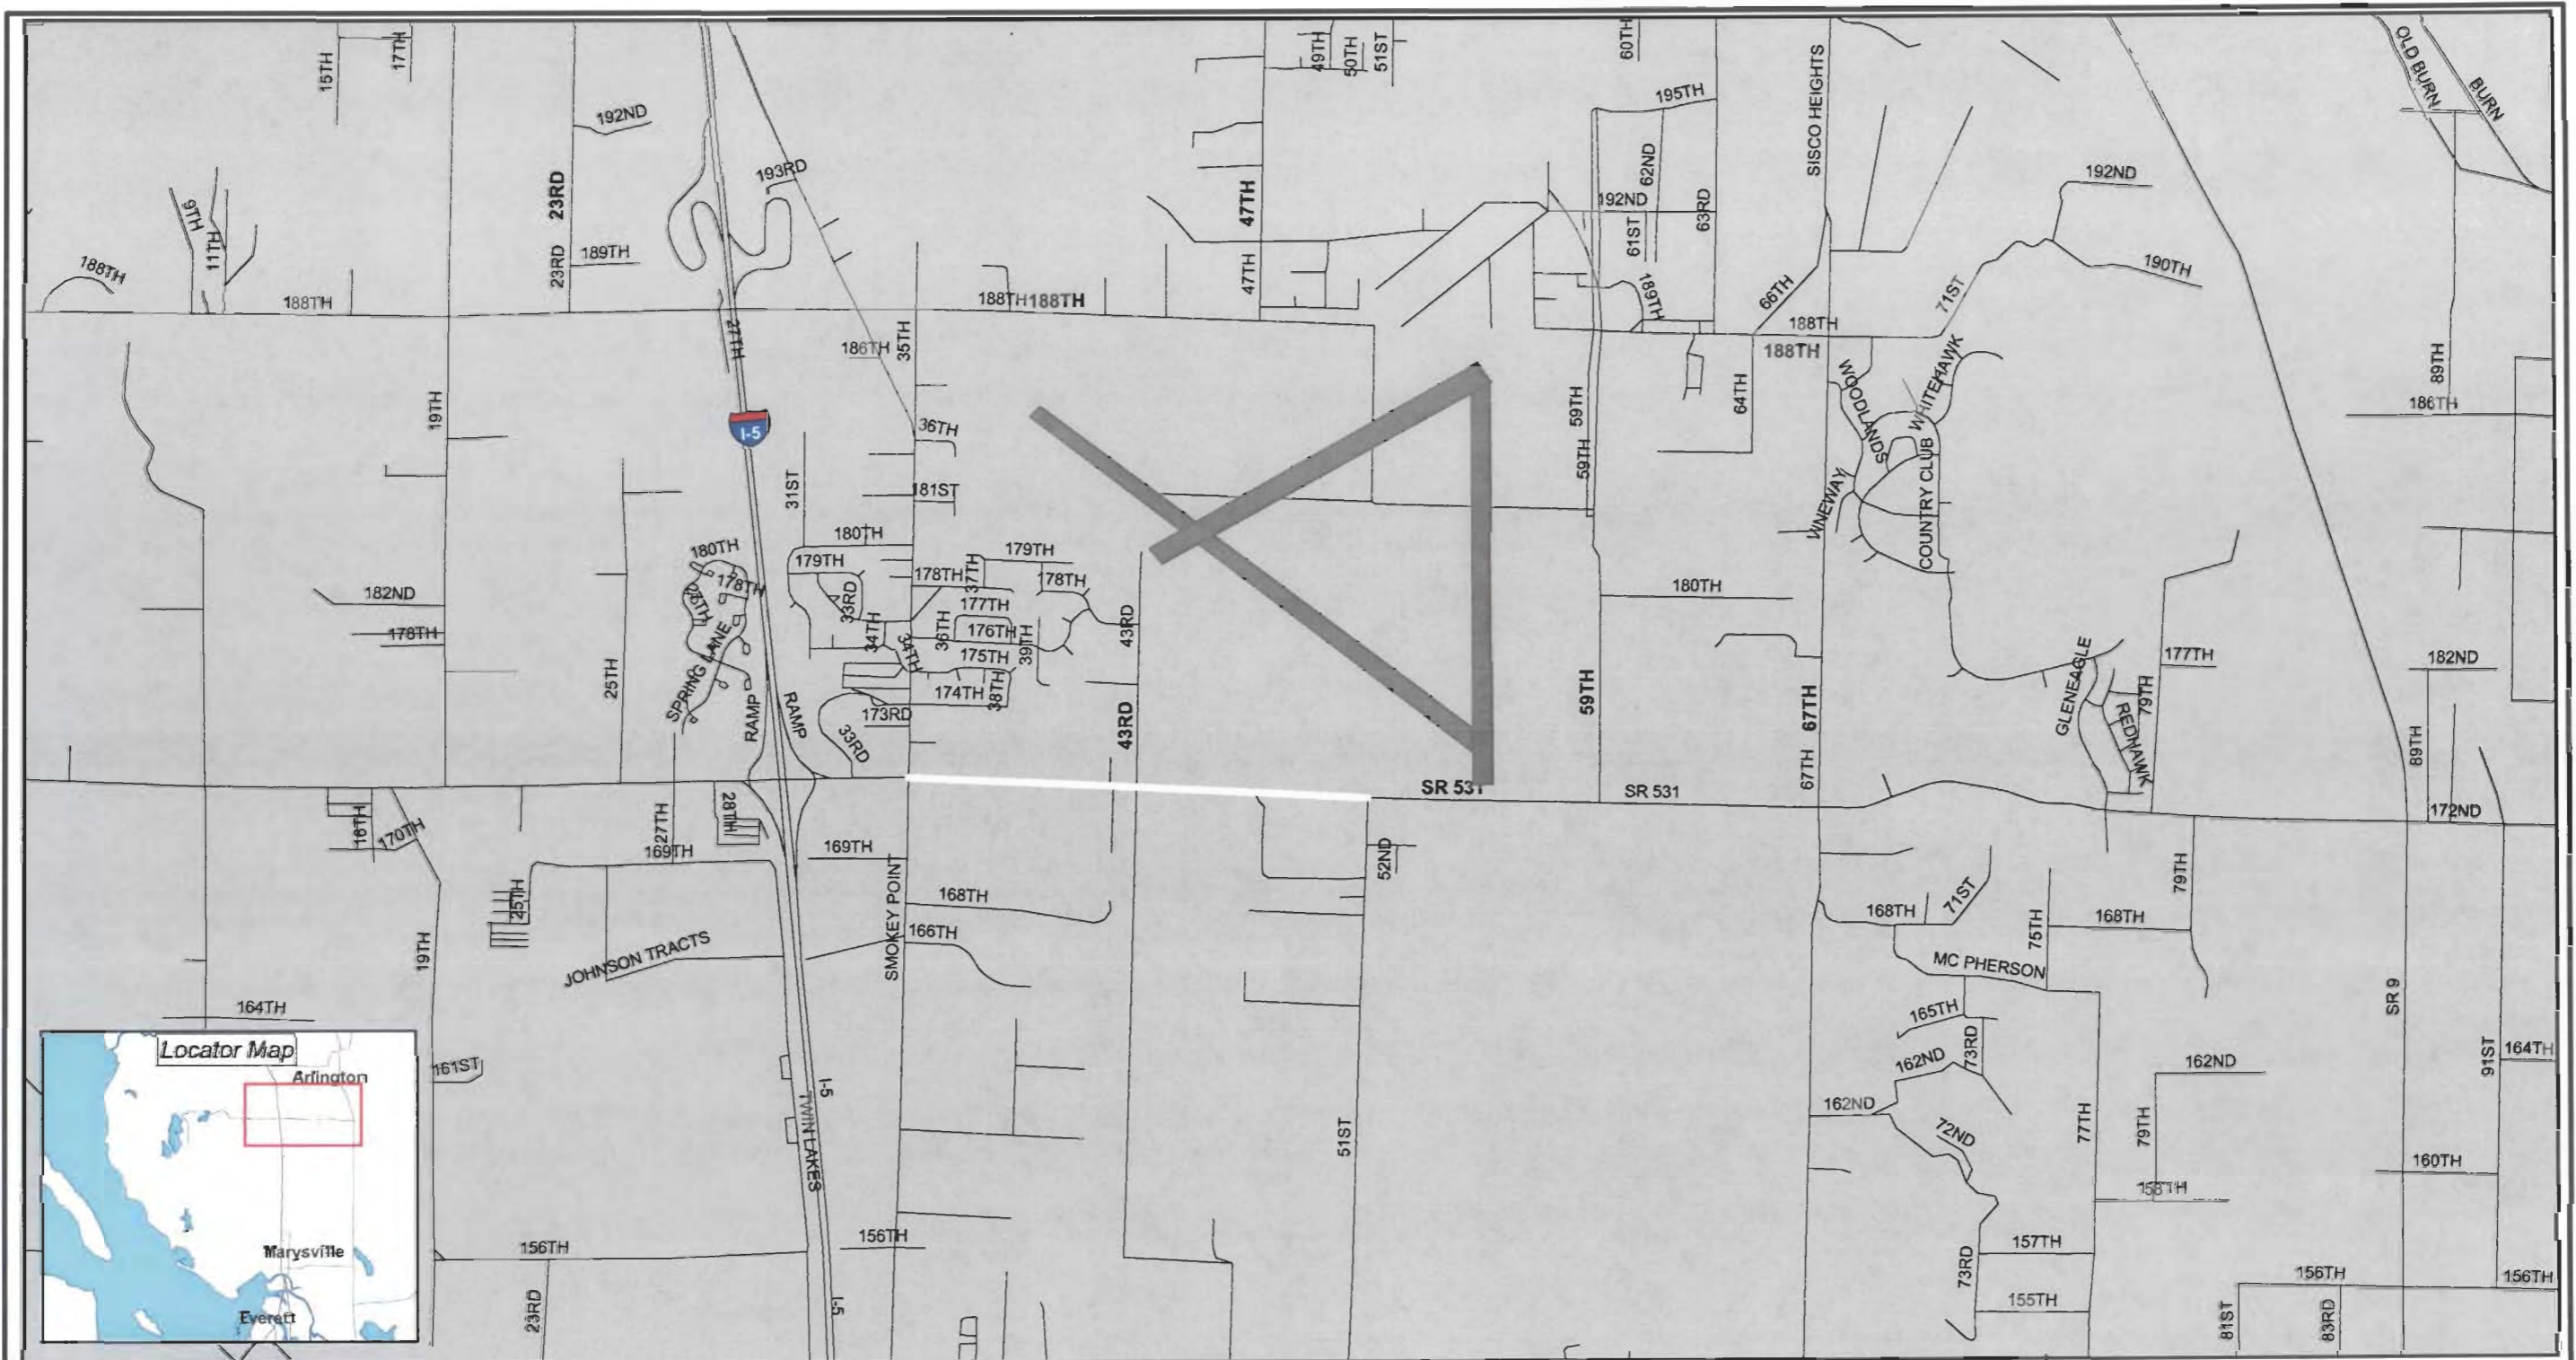 15TH
17TH
49TH
50TH
51ST
60TH
SISCO HEIGHTS
OLD BURN
BURN
192ND
195TH
193RD
23RD
47TH
62ND
192ND
63RD
61ST
192ND
9TH
11TH
188TH
188TH
23RD
189TH
27TH
188TH
188TH
47TH
189TH
66TH
188TH
188TH
71ST
190TH
35TH
186TH
19TH
I-5
36TH
31ST
181ST
59TH
59TH
64TH
WOODLANDS
WHITEHAWK
COUNTRY CLUB
89TH
186TH
180TH
179TH
33RD
34TH
34TH
180TH
178TH
SPRING LANE
178TH
37TH
179TH
178TH
177TH
36TH
176TH
39TH
175TH
174TH
38TH
173RD
33RD
43RD
43RD
182ND
178TH
25TH
RAMP
RAMP
180TH
59TH
67TH
67TH
GLENEAGLE
REDHAWK
177TH
79TH
182ND
89TH
SR 531
SR 531
172ND
16TH
170TH
27TH
28TH
169TH
25TH
169TH
SMOKEY POINT
168TH
166TH
52ND
JOHNSON TRACTS
19TH
164TH
168TH
71ST
75TH
168TH
79TH
MC PHERSON
165TH
73RD
162ND
162ND
72ND
77TH
79TH
162ND
158TH
SR 9
91ST
164TH
160TH
Locator Map
Arlington
Marysville
Everett
161ST
I-5
TWIN LAKES
I-5
51ST
156TH
156TH
23RD
73RD
157TH
155TH
156TH
156TH
81ST
83RD